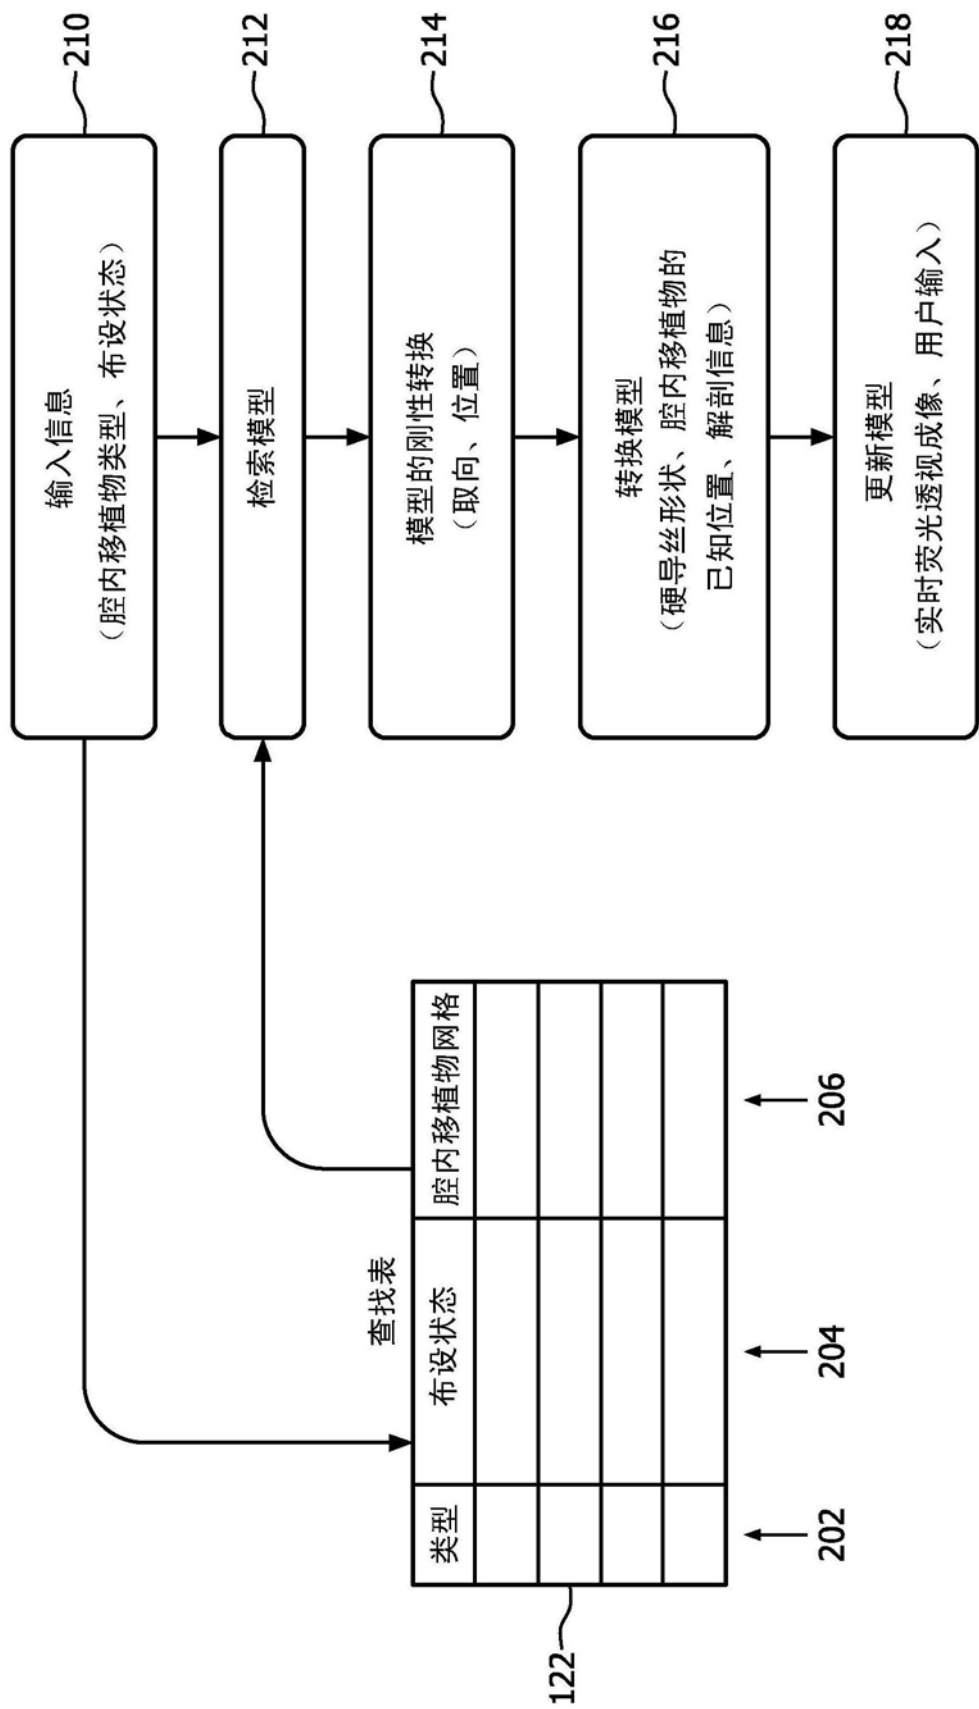 输入信息
(腔内移植物类型、布设状态)
210
检索模型
212
模型的刚性转换
(取向、位置)
214
转换模型
(硬导丝形状、腔内移植物的
已知位置、解剖信息)
216
更新模型
(实时荧光透视成像、用户输入)
218
查找表
类型
布设状态
腔内移植物网格
122
202
204
206